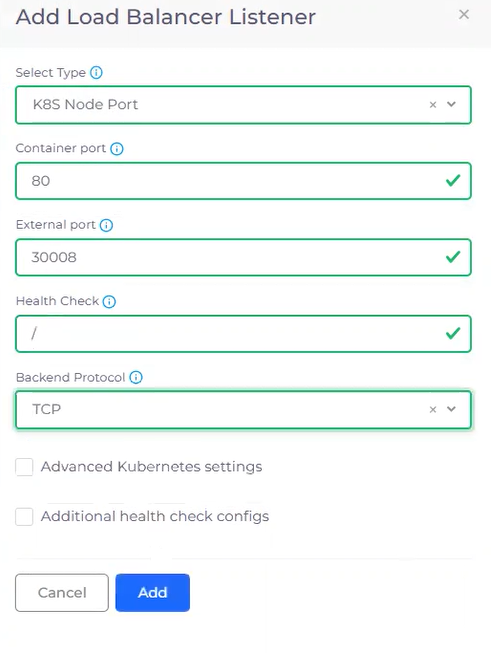 Add Load Balancer Listener
Select Type
K8S Node Port
Container port
80
External port
30008
Health Check
/
Backend Protocol
TCP
Advanced Kubernetes settings
Additional health check configs
Cancel Add